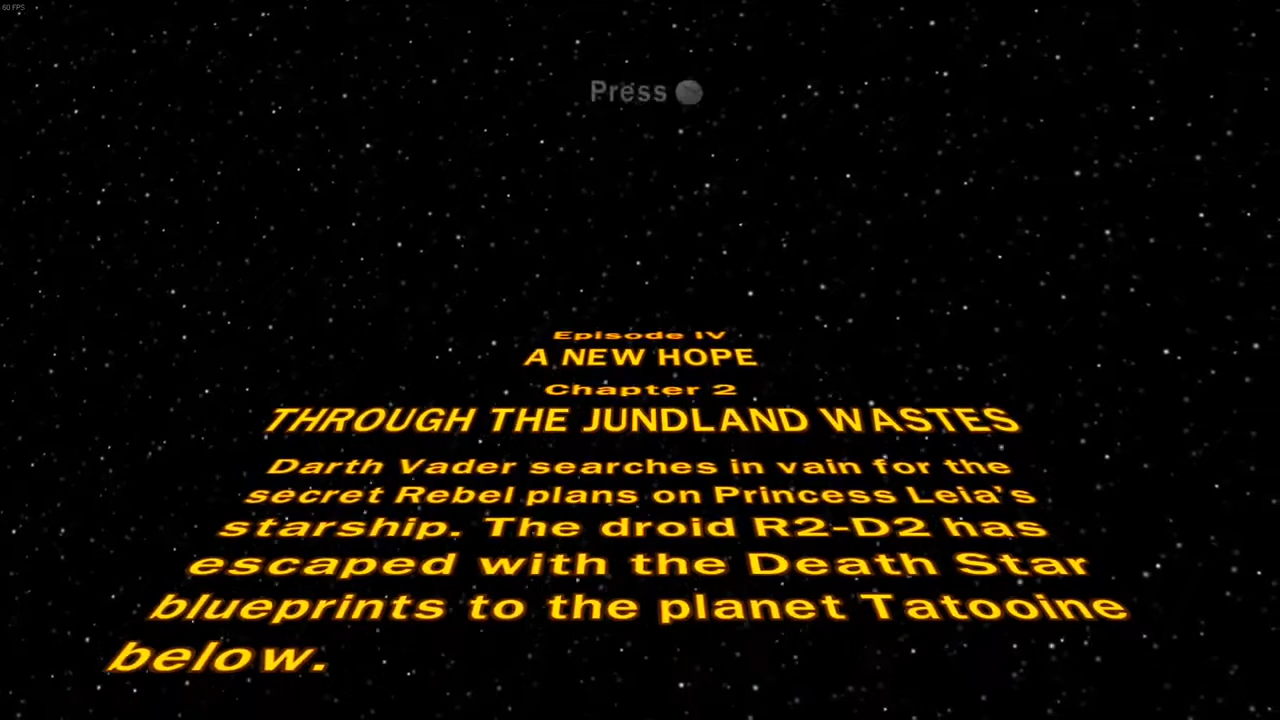 60 FPS
Press
Episode IV
A NEW HOPE
Chapter 2
THROUGH THE JUNDLAND WASTES
Darth Vader searches in vain for the
secret Rebel plans on Princess Leia's
starship. The droid R2-D2 has
escaped with the Death Star
blueprints to the planet Tatooine
below.